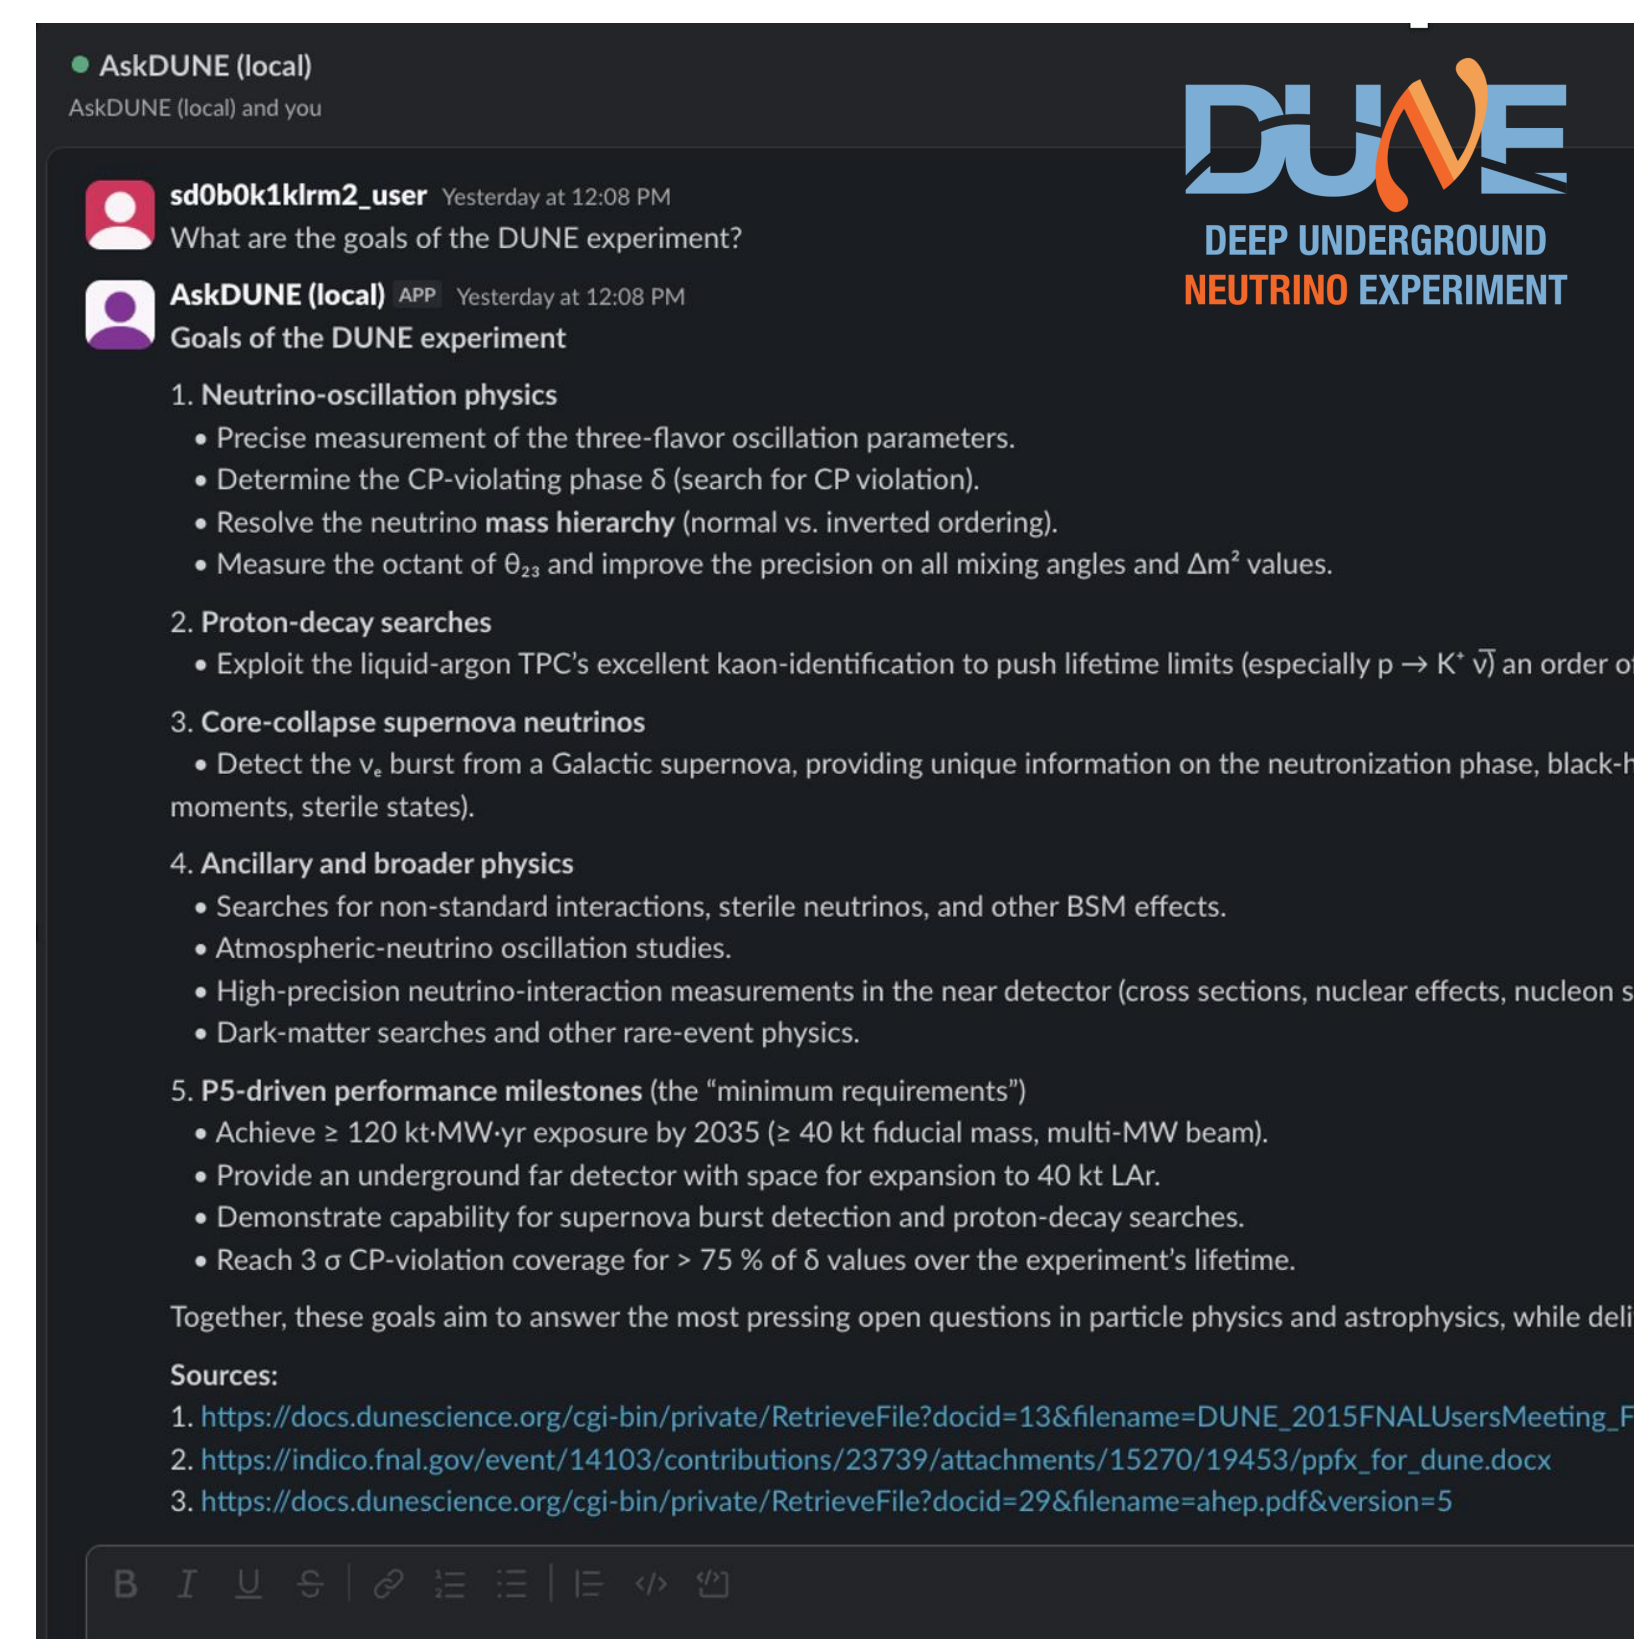 AskDUNE (local)
AskDUNE (local) and you
DUNE
DEEP UNDERGROUND
NEUTRINO EXPERIMENT
sd0b0k1klrm2_user Yesterday at 12:08 PM
What are the goals of the DUNE experiment?
AskDUNE (local) APP Yesterday at 12:08 PM
Goals of the DUNE experiment
1. Neutrino-oscillation physics
• Precise measurement of the three-flavor oscillation parameters.
• Determine the CP-violating phase δ (search for CP violation).
• Resolve the neutrino mass hierarchy (normal vs. inverted ordering).
• Measure the octant of θ₂₃ and improve the precision on all mixing angles and Δm² values.
2. Proton-decay searches
• Exploit the liquid-argon TPC’s excellent kaon-identification to push lifetime limits (especially p → K⁺ ν̅) an order of
3. Core-collapse supernova neutrinos
• Detect the νₑ burst from a Galactic supernova, providing unique information on the neutronization phase, black-h
moments, sterile states).
4. Ancillary and broader physics
• Searches for non-standard interactions, sterile neutrinos, and other BSM effects.
• Atmospheric-neutrino oscillation studies.
• High-precision neutrino-interaction measurements in the near detector (cross sections, nuclear effects, nucleon s
• Dark-matter searches and other rare-event physics.
5. P5-driven performance milestones (the “minimum requirements”)
• Achieve ≥ 120 kt·MW·yr exposure by 2035 (≥ 40 kt fiducial mass, multi-MW beam).
• Provide an underground far detector with space for expansion to 40 kt LAr.
• Demonstrate capability for supernova burst detection and proton-decay searches.
• Reach 3 σ CP-violation coverage for > 75 % of δ values over the experiment’s lifetime.
Together, these goals aim to answer the most pressing open questions in particle physics and astrophysics, while deli
Sources:
1. https://docs.dunescience.org/cgi-bin/private/RetrieveFile?docid=13&filename=DUNE_2015FNALUsersMeeting_F
2. https://indico.fnal.gov/event/14103/contributions/23739/attachments/15270/19453/ppfx_for_dune.docx
3. https://docs.dunescience.org/cgi-bin/private/RetrieveFile?docid=29&filename=ahep.pdf&version=5